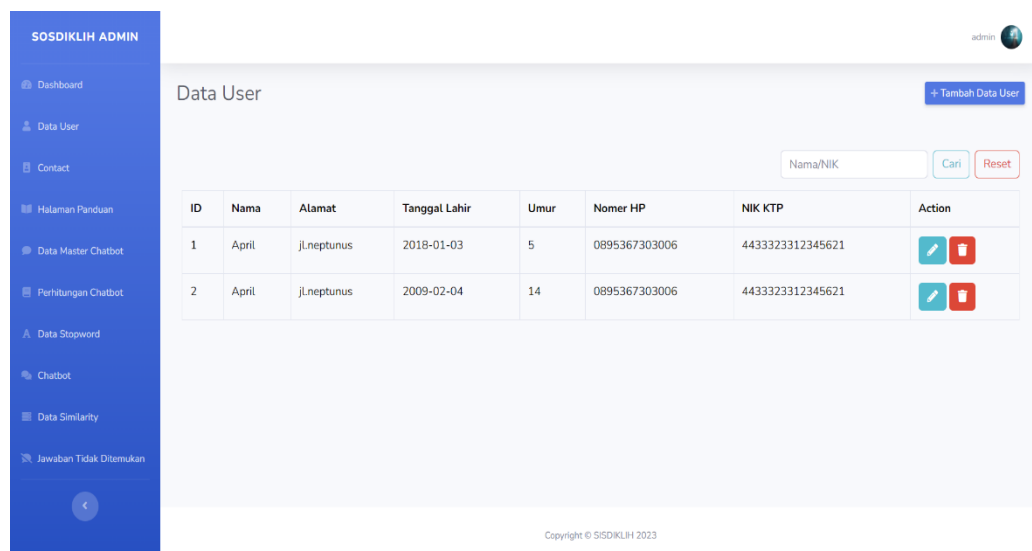 SOSDIKLIH ADMIN
admin
Dashboard
Data User
Contact
Halaman Panduan
Data Master Chatbot
Perhitungan Chatbot
Data Stopword
Chatbot
Data Similarity
Jawaban Tidak Ditemukan
Data User
+ Tambah Data User
Nama/NIK Cari Reset
ID Nama Alamat Tanggal Lahir Umur Nomer HP NIK KTP Action
1 April jl.neptunus 2018-01-03 5 0895367303006 4433323312345621
2 April jl.neptunus 2009-02-04 14 0895367303006 4433323312345621
Copyright © SISDIKLIH 2023